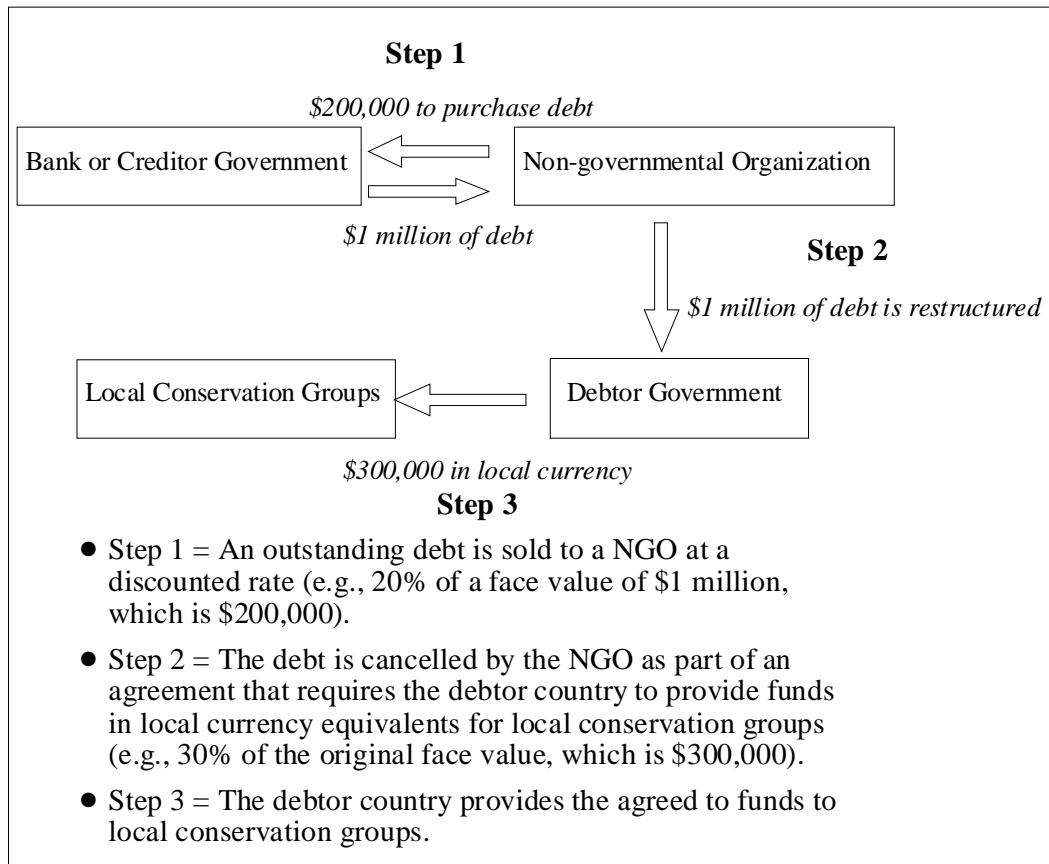 Step 1
$200,000 to purchase debt
Bank or Creditor Government
Non-governmental Organization
$1 million of debt
Step 2
$1 million of debt is restructured
Local Conservation Groups
Debtor Government
$300,000 in local currency
Step 3
● Step 1 = An outstanding debt is sold to a NGO at a
discounted rate (e.g., 20% of a face value of $1 million,
which is $200,000).
● Step 2 = The debt is cancelled by the NGO as part of an
agreement that requires the debtor country to provide funds
in local currency equivalents for local conservation groups
(e.g., 30% of the original face value, which is $300,000).
● Step 3 = The debtor country provides the agreed to funds to
local conservation groups.